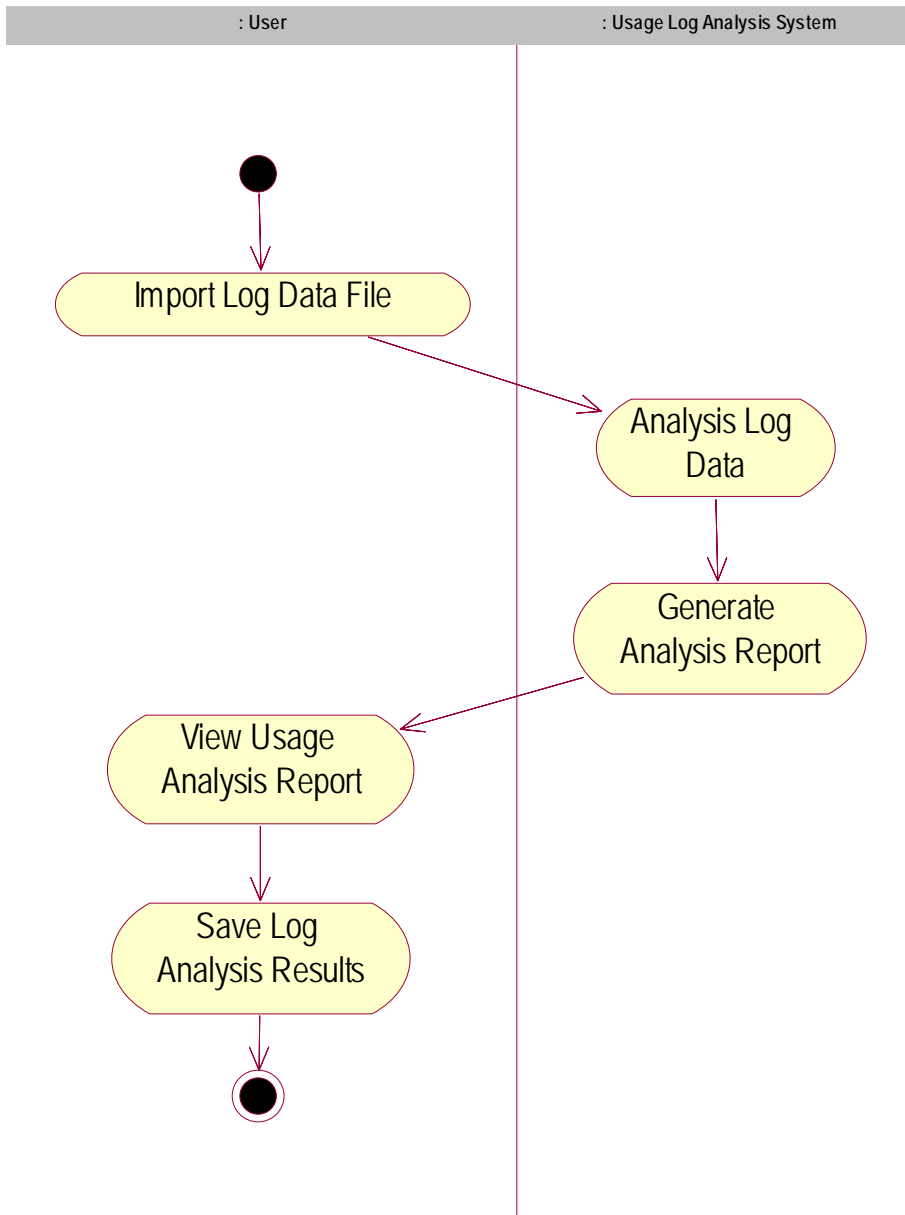 : User
: Usage Log Analysis System
Import Log Data File
Analysis Log
Data
Generate
Analysis Report
View Usage
Analysis Report
Save Log
Analysis Results